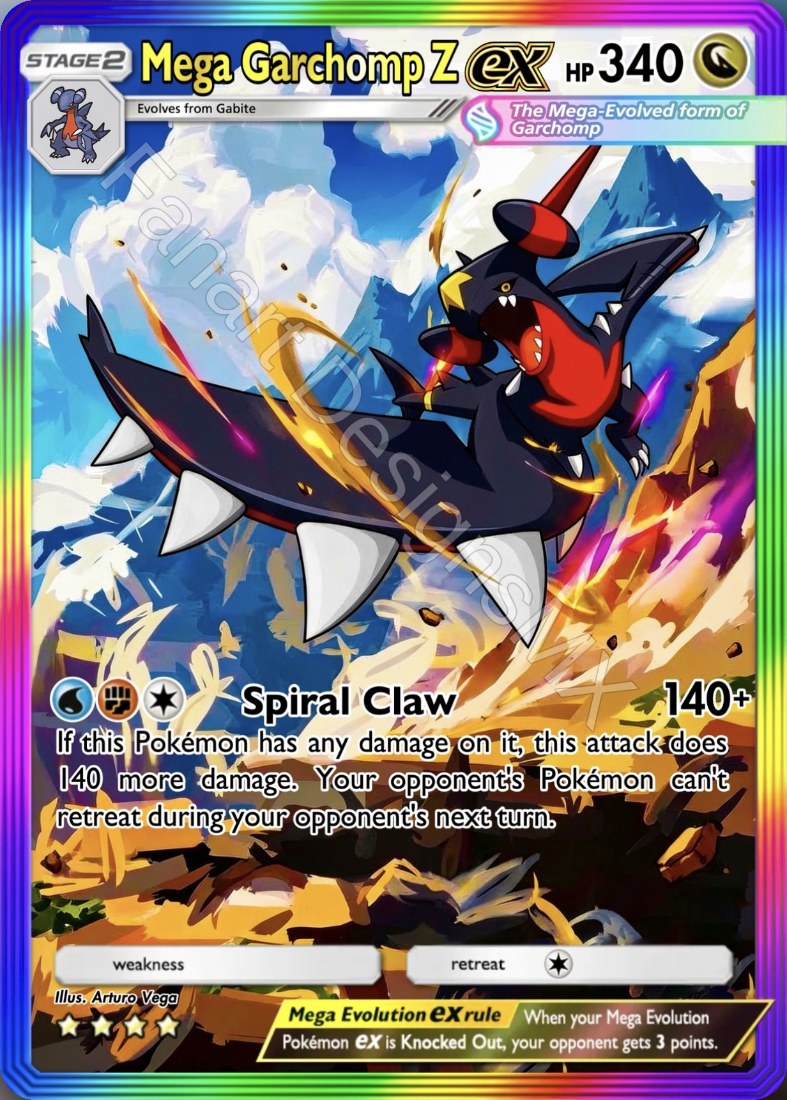 STAGE2
Mega Garchomp Z ex HP 340
Evolves from Gabite
The Mega-Evolved form of
Garchomp
Fanart DesignsMX
Spiral Claw 140+
If this Pokémon has any damage on it, this attack does
140 more damage. Your opponent's Pokémon can't
retreat during your opponent's next turn.
weakness
retreat
Illus. Arturo Vega
Mega Evolution ex rule
When your Mega Evolution
Pokémon ex is Knocked Out, your opponent gets 3 points.